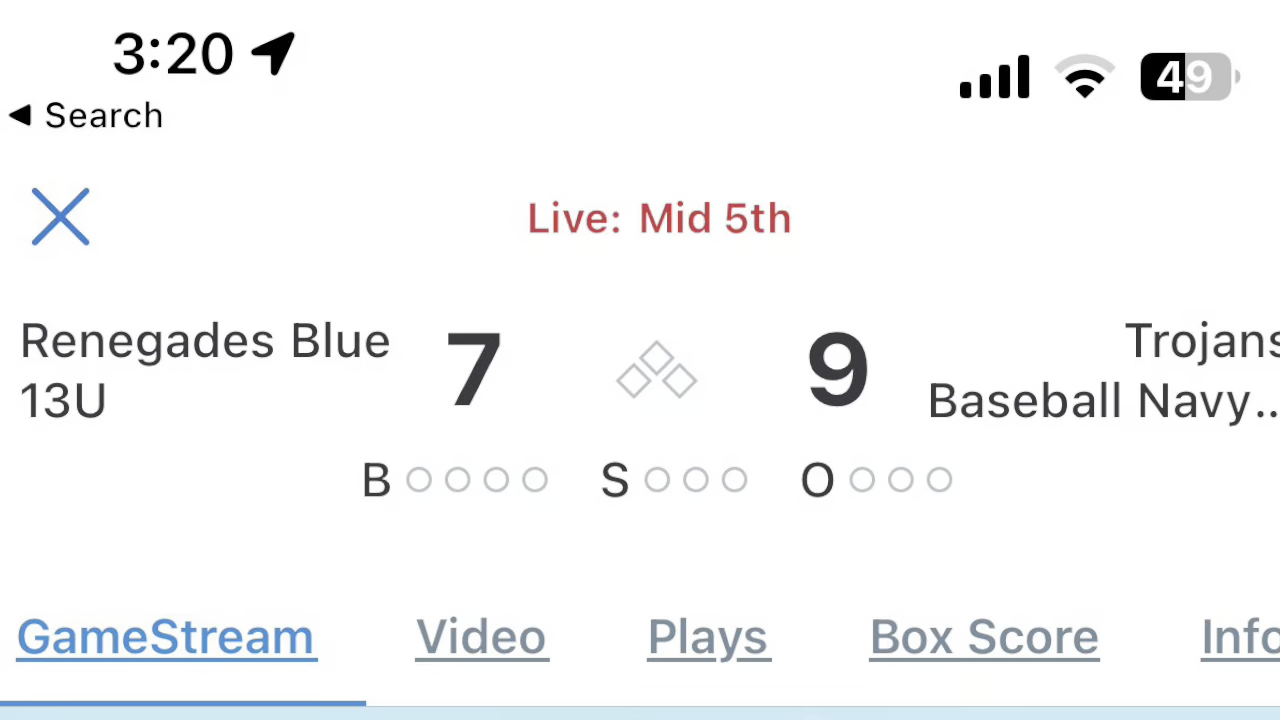 3:20
49
Search
Live: Mid 5th
Renegades Blue
13U
7
9
Trojans
Baseball Navy...
B
S
O
GameStream
Video
Plays
Box Score
Info